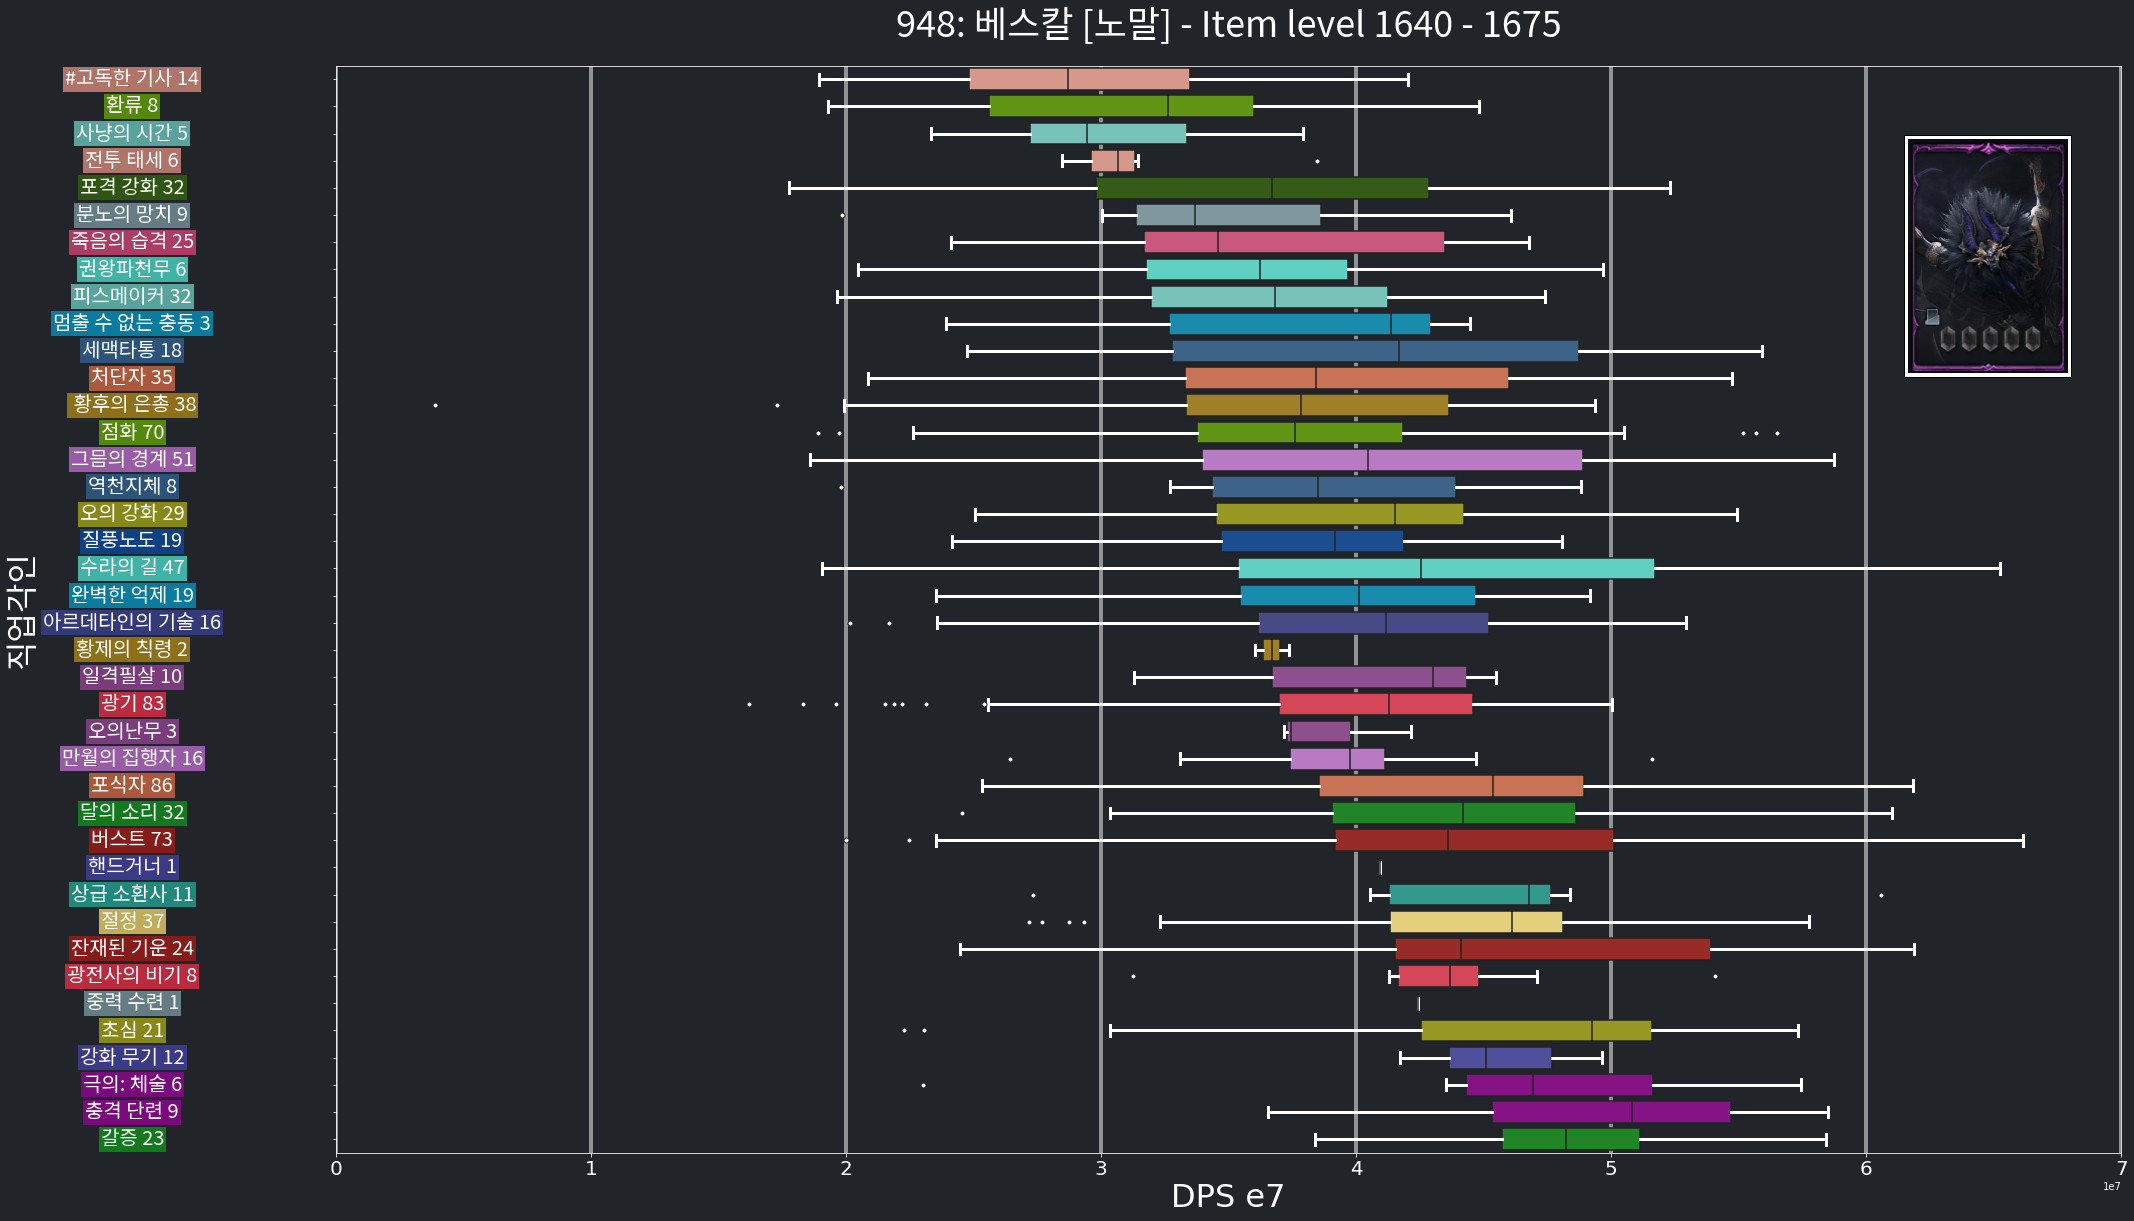 948: 베스칼 [노말] - Item level 1640 - 1675
#고독한 기사 14
환류 8
사냥의 시간 5
전투 태세 6
포격 강화 32
분노의 망치 9
죽음의 습격 25
권왕파천무 6
피스메이커 32
멈출 수 없는 충동 3
세맥타통 18
처단자 35
황후의 은총 38
점화 70
그믐의 경계 51
역천지체 8
오의 강화 29
질풍노도 19
수라의 길 47
완벽한 억제 19
아르데타인의 기술 16
황제의 칙령 2
일격필살 10
광기 83
오의난무 3
만월의 집행자 16
포식자 86
달의 소리 32
버스트 73
핸드거너 1
상급 소환사 11
절정 37
잔재된 기운 24
광전사의 비기 8
중력 수련 1
초심 21
강화 무기 12
극의: 체술 6
충격 단련 9
갈증 23
직업각인
0 1 2 3 4 5 6 7
1e7
DPS e7